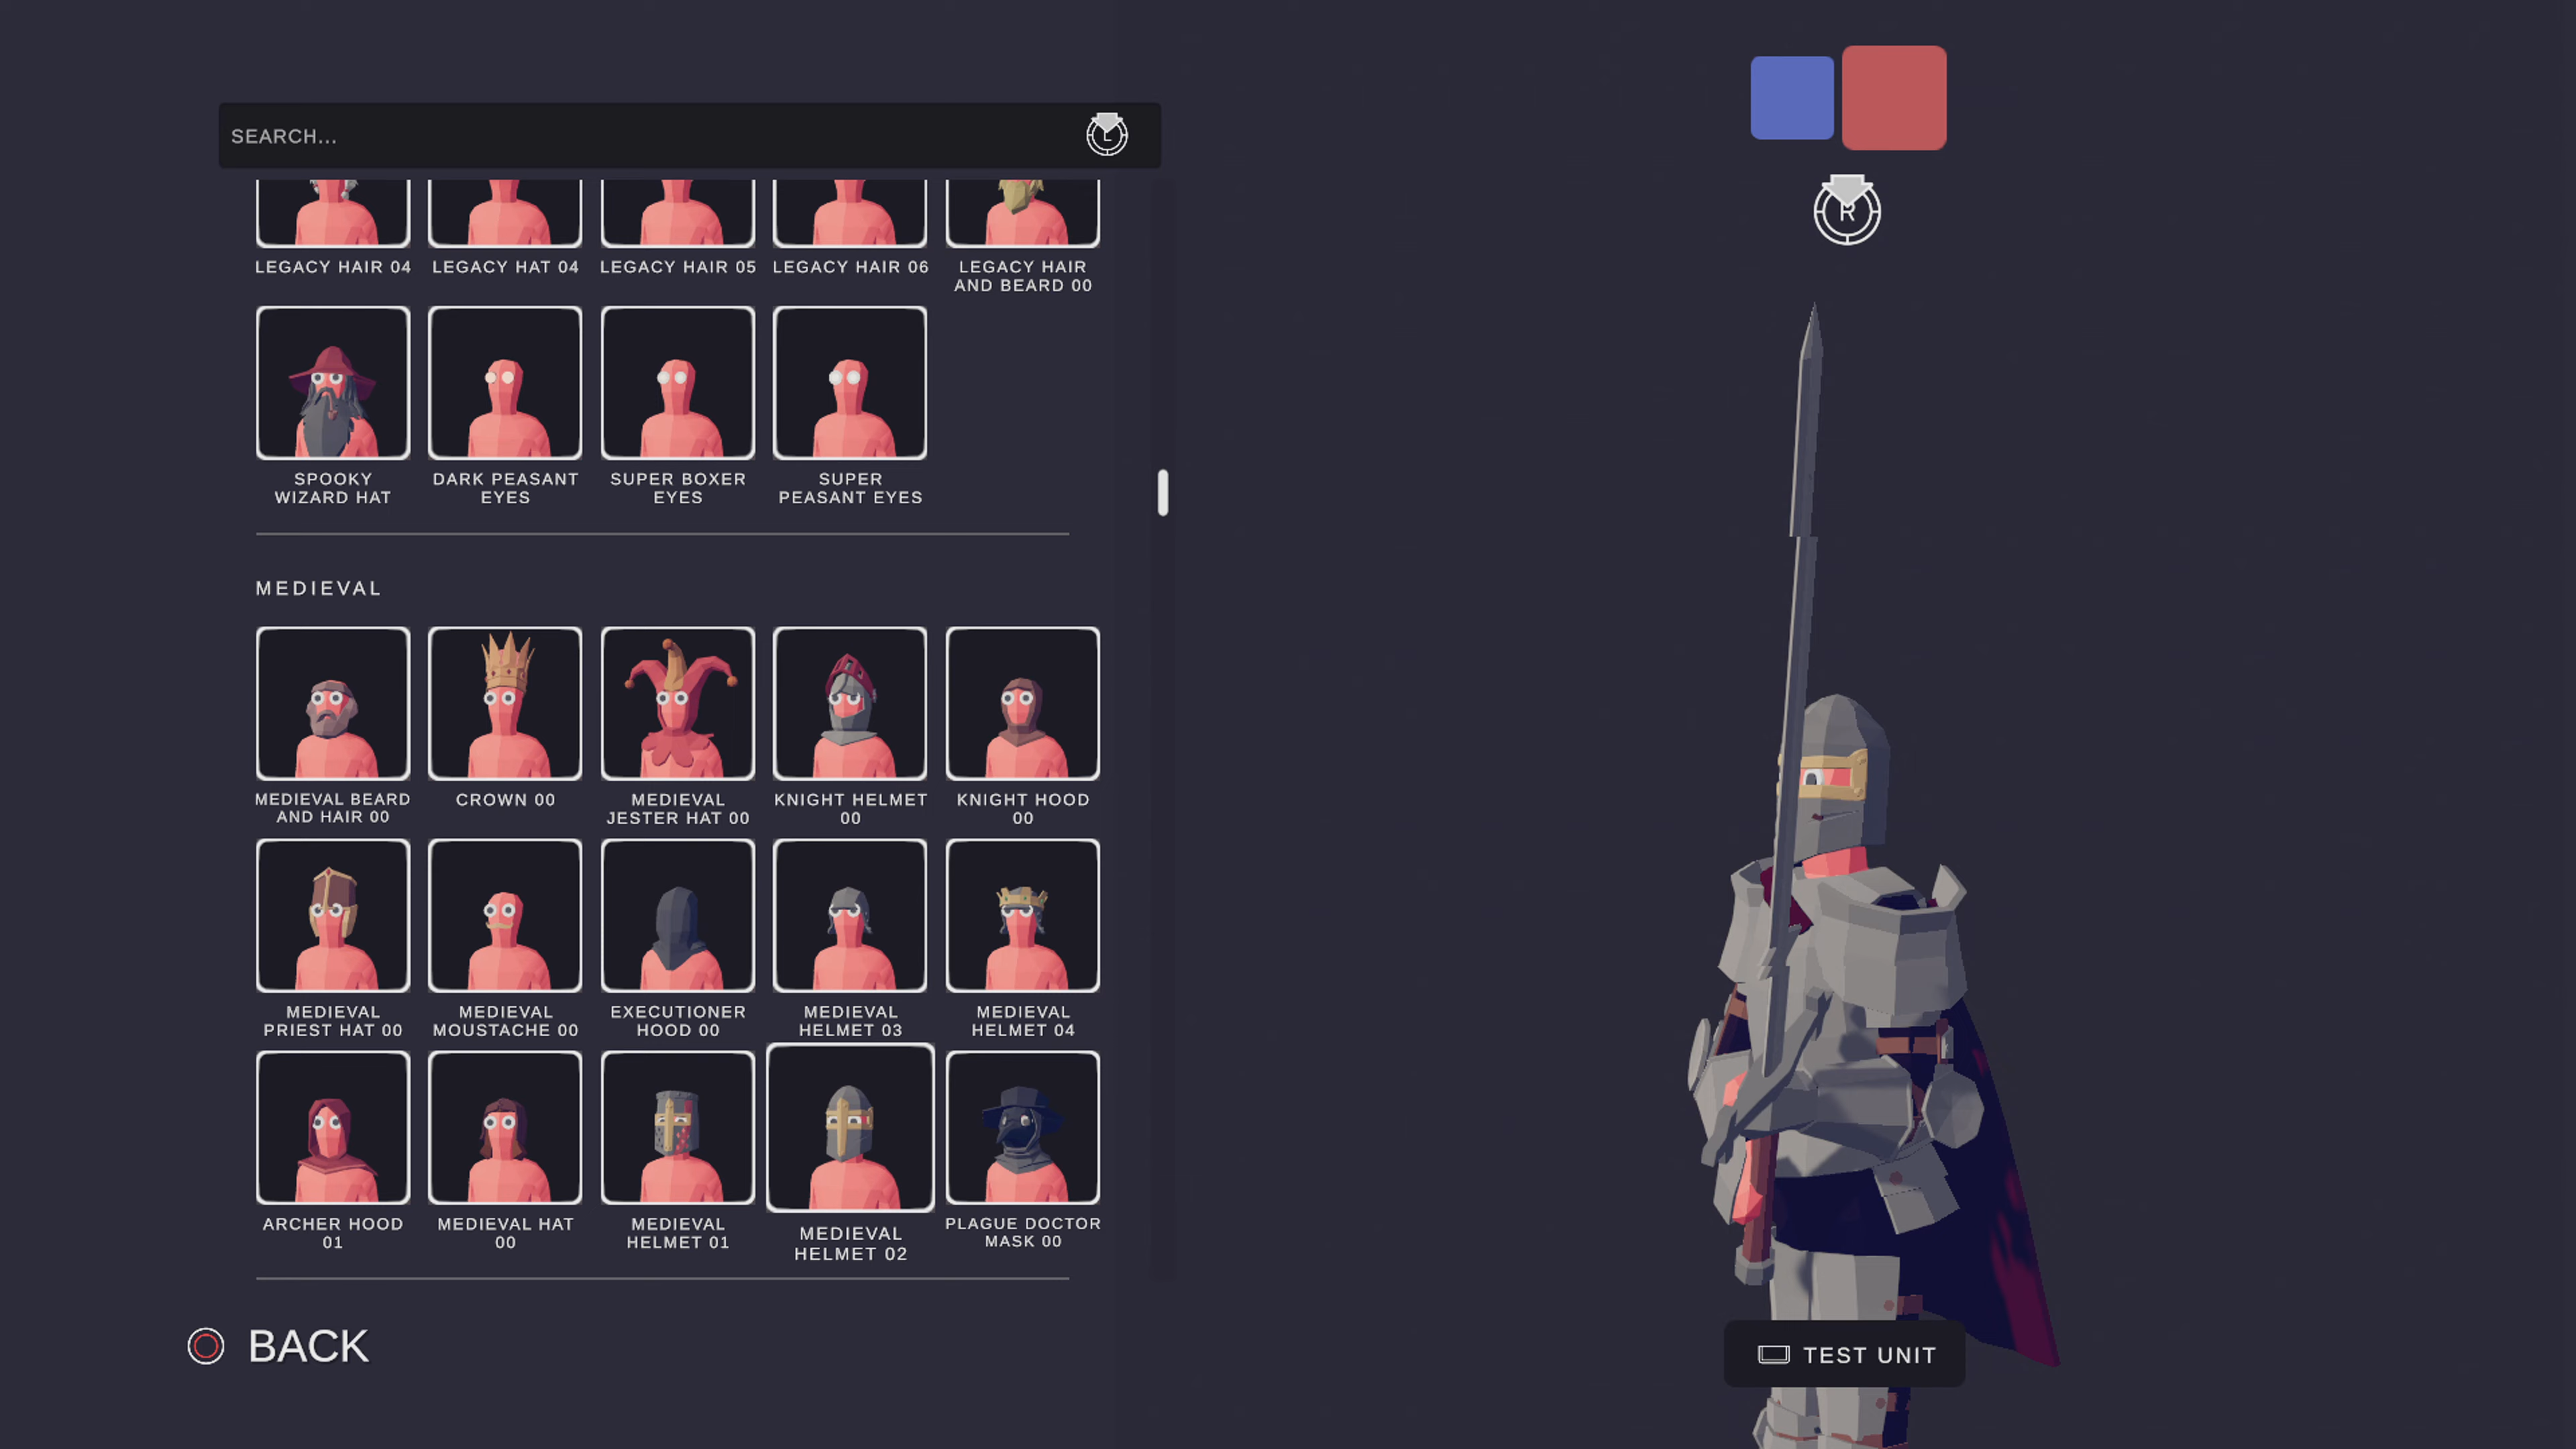 SEARCH...
L
R
LEGACY HAIR 04
LEGACY HAT 04
LEGACY HAIR 05
LEGACY HAIR 06
LEGACY HAIR
AND BEARD 00
SPOOKY
WIZARD HAT
DARK PEASANT
EYES
SUPER BOXER
EYES
SUPER
PEASANT EYES
MEDIEVAL
MEDIEVAL BEARD
AND HAIR 00
CROWN 00
MEDIEVAL
JESTER HAT 00
KNIGHT HELMET
00
KNIGHT HOOD
00
MEDIEVAL
PRIEST HAT 00
MEDIEVAL
MOUSTACHE 00
EXECUTIONER
HOOD 00
MEDIEVAL
HELMET 03
MEDIEVAL
HELMET 04
ARCHER HOOD
01
MEDIEVAL HAT
00
MEDIEVAL
HELMET 01
MEDIEVAL
HELMET 02
PLAGUE DOCTOR
MASK 00
BACK
TEST UNIT